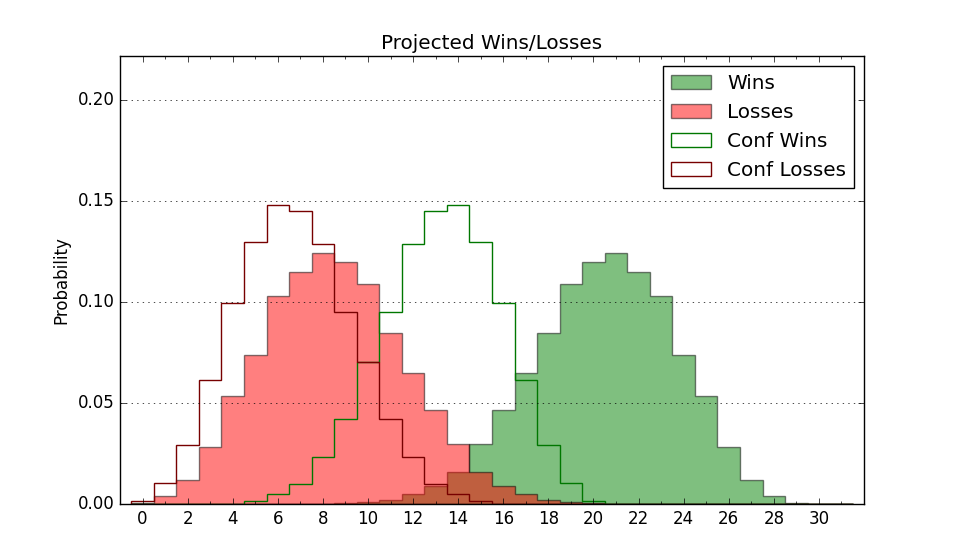 Projected Wins/Losses
Wins
Losses
Conf Wins
Conf Losses
Probability
0.20
0.15
0.10
0.05
0.00
0 2 4 6 8 10 12 14 16 18 20 22 24 26 28 30